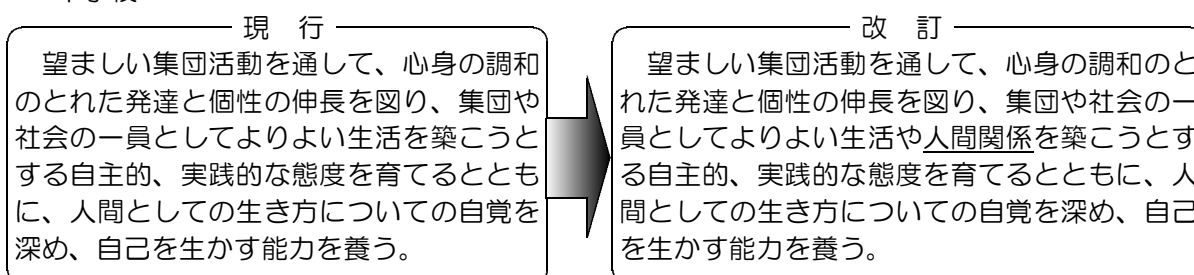 現 行
望ましい集団活動を通して、心身の調和
のとれた発達と個性の伸長を図り、集団や
社会の一員としてよりよい生活を築こうと
する自主的、実践的な態度を育てるととも
に、人間としての生き方についての自覚を
深め、自己を生かす能力を養う。
改 訂
望ましい集団活動を通して、心身の調和のと
れた発達と個性の伸長を図り、集団や社会の一
員としてよりよい生活や人間関係を築こうとす
る自主的、実践的な態度を育てるとともに、人
間としての生き方についての自覚を深め、自己
を生かす能力を養う。